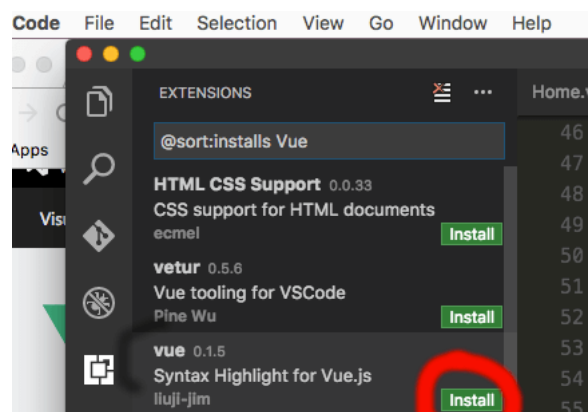 Code File Edit Selection View Go Window Help
EXTENSIONS
Home.v
@sort:installs Vue
Apps
HTML CSS Support 0.0.33
CSS support for HTML documents
ecmel Install
Visu
vetur 0.5.6
Vue tooling for VSCode
Pine Wu Install
vue 0.1.5
Syntax Highlight for Vue.js
liuji-jim Install
46
47
48
49
50
51
52
53
54
55